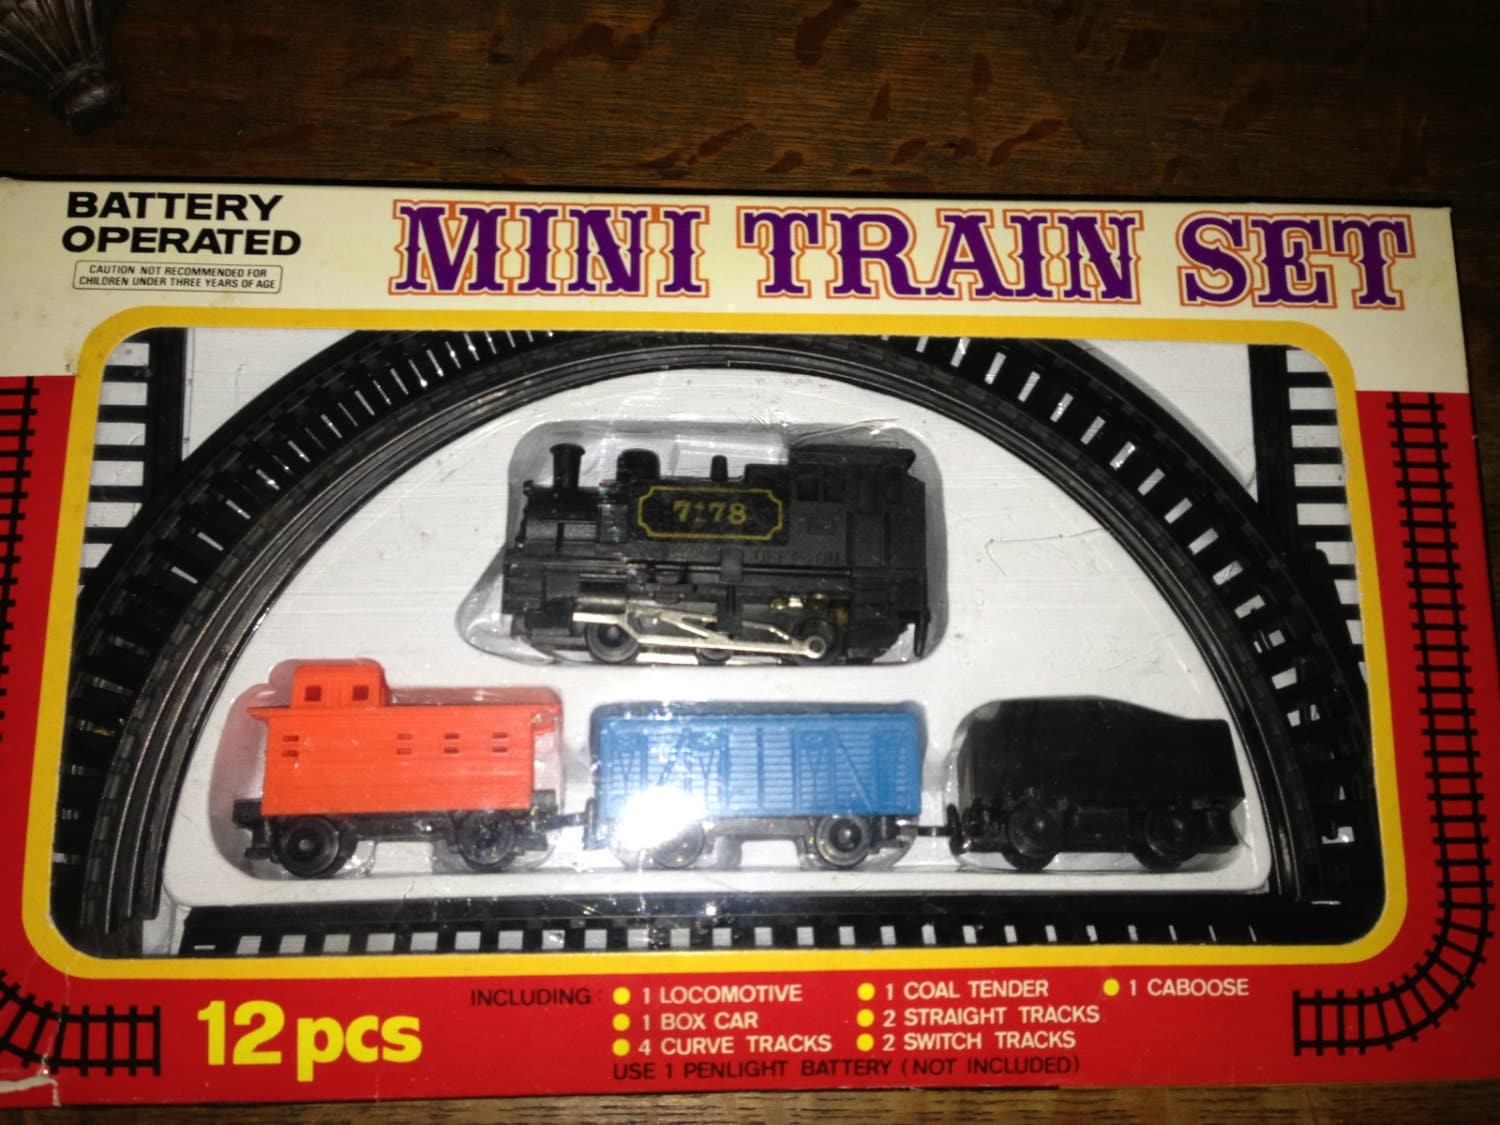 BATTERY
OPERATED
CAUTION: NOT RECOMMENDED FOR
CHILDREN UNDER THREE YEARS OF AGE
MINI TRAIN SET
7178
OFF ON
12 pcs
INCLUDING:
1 LOCOMOTIVE
1 BOX CAR
4 CURVE TRACKS
1 COAL TENDER
2 STRAIGHT TRACKS
2 SWITCH TRACKS
1 CABOOSE
USE 1 PENLIGHT BATTERY (NOT INCLUDED)